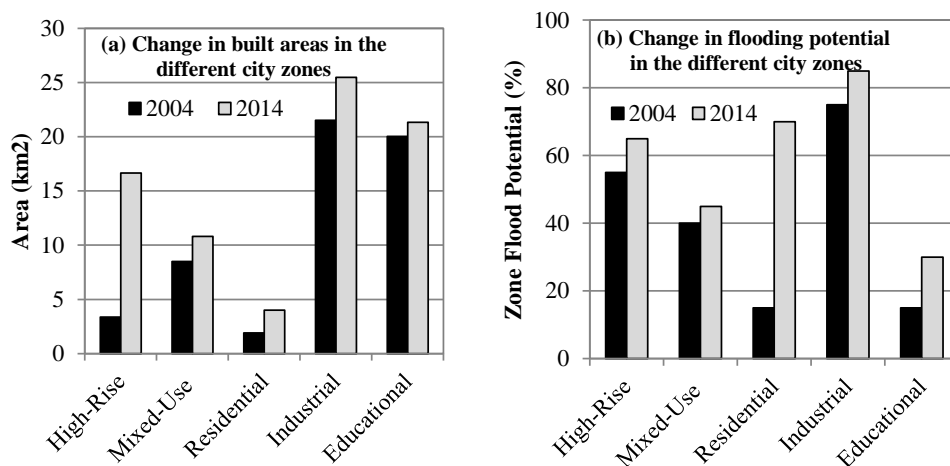 (a) Change in built areas in the
different city zones
2004 2014
Area (km2)
30
25
20
15
10
5
0
High-Rise
Mixed-Use
Residential
Industrial
Educational
(b) Change in flooding potential
in the different city zones
2004 2014
Zone Flood Potential (%)
100
80
60
40
20
0
High-Rise
Mixed-Use
Residential
Industrial
Educational